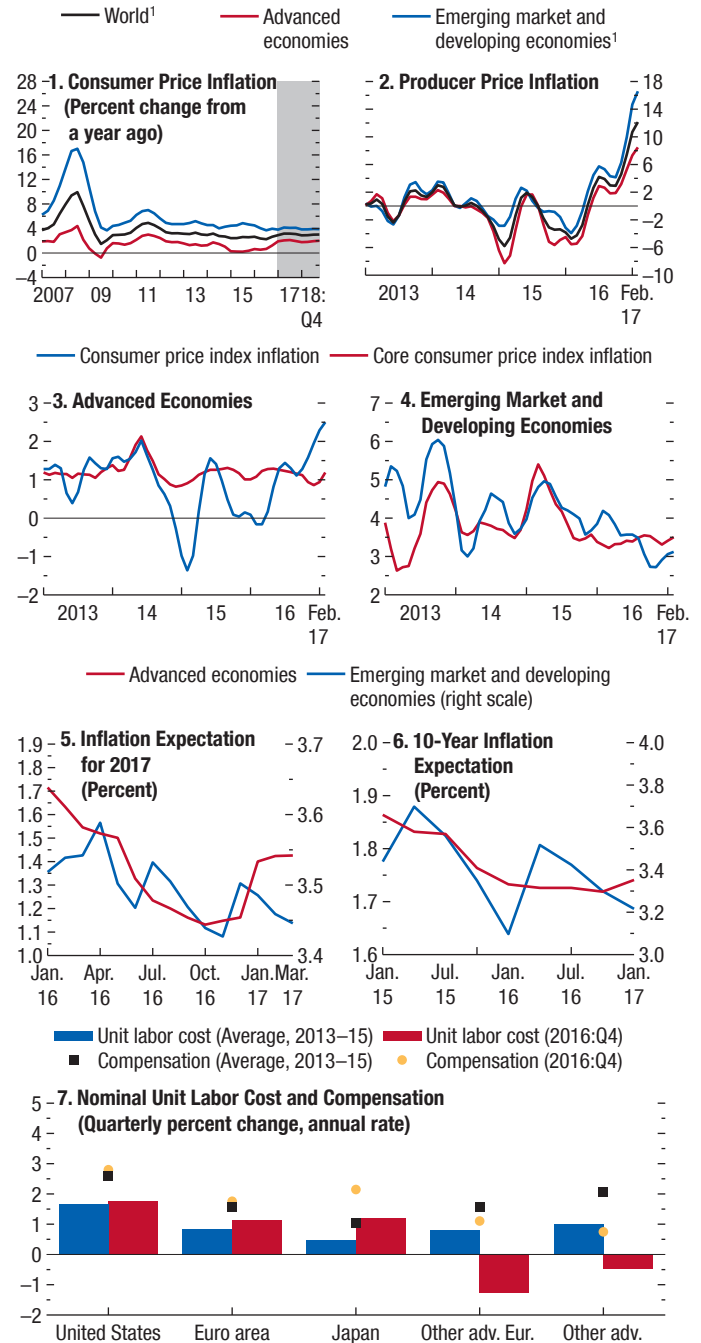 World¹
Advanced
economies
Emerging market and
developing economies¹
1. Consumer Price Inflation
(Percent change from
a year ago)
28
24
20
16
12
8
4
0
–4
2007 09 11 13 15 17 18:
Q4
2. Producer Price Inflation
18
14
10
6
2
–2
–6
–10
2013 14 15 16 Feb.
17
Consumer price index inflation
Core consumer price index inflation
3. Advanced Economies
3
2
1
0
–1
–2
2013 14 15 16 Feb.
17
4. Emerging Market and
Developing Economies
7
6
5
4
3
2
2013 14 15 16 Feb.
17
Advanced economies
Emerging market and developing
economies (right scale)
5. Inflation Expectation
for 2017
(Percent)
1.9
1.8
1.7
1.6
1.5
1.4
1.3
1.2
1.1
1.0
3.7
3.6
3.5
3.4
Jan. Apr. Jul. Oct. Jan. Mar.
16 16 16 16 17 17
6. 10-Year Inflation
Expectation
(Percent)
2.0
1.9
1.8
1.7
1.6
4.0
3.8
3.6
3.4
3.2
3.0
Jan. Jul. Jan. Jul. Jan.
15 15 16 16 17
Unit labor cost (Average, 2013–15)
Unit labor cost (2016:Q4)
Compensation (Average, 2013–15)
Compensation (2016:Q4)
7. Nominal Unit Labor Cost and Compensation
(Quarterly percent change, annual rate)
5
4
3
2
1
0
–1
–2
United States Euro area Japan Other adv. Eur. Other adv.